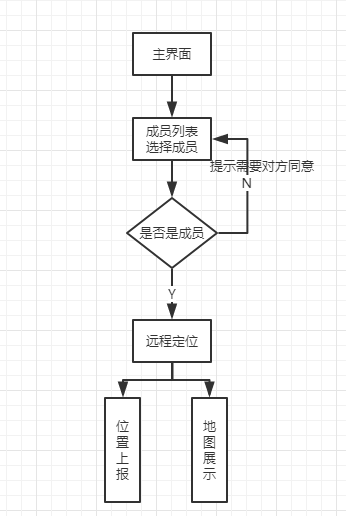 主界面
成员列表
选择成员
提示需要对方同意
N
是否是成员
Y
远程定位
位置上报
地图展示